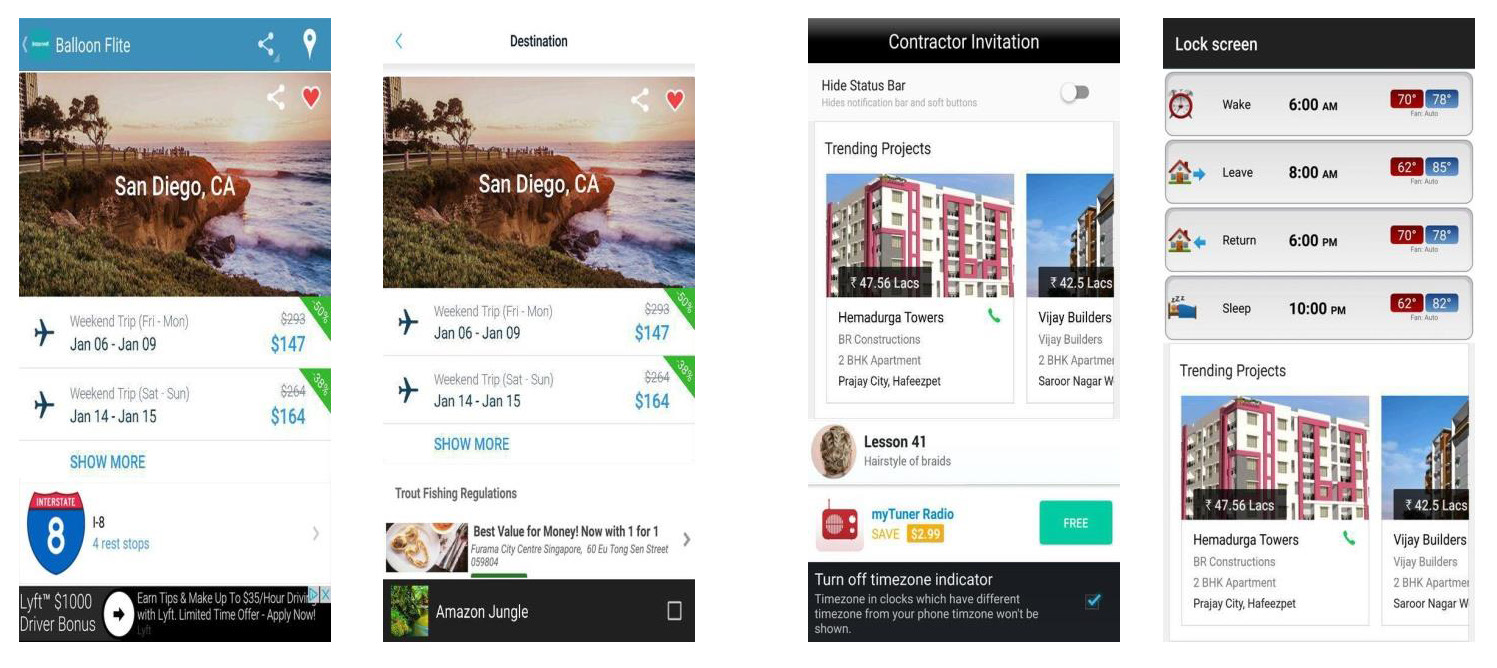 Balloon Flite
San Diego, CA
-50%
Weekend Trip (Fri - Mon)
$293
Jan 06 - Jan 09
$147
-38%
Weekend Trip (Sat - Sun)
$264
Jan 14 - Jan 15
$164
SHOW MORE
INTERSTATE
8
I-8
4 rest stops
Lyft™ $1000
Driver Bonus
Earn Tips & Make Up To $35/Hour Driving
with Lyft. Limited Time Offer - Apply Now!
Lyft
Destination
San Diego, CA
-50%
Weekend Trip (Fri - Mon)
$293
Jan 06 - Jan 09
$147
-38%
Weekend Trip (Sat - Sun)
$264
Jan 14 - Jan 15
$164
SHOW MORE
Trout Fishing Regulations
Best Value for Money! Now with 1 for 1
Furama City Centre Singapore, 60 Eu Tong Sen Street
059804
Amazon Jungle
Contractor Invitation
Hide Status Bar
Hides notification bar and soft buttons
Trending Projects
₹ 47.56 Lacs
₹ 42.5 Lacs
Hemadurga Towers
BR Constructions
2 BHK Apartment
Prajay City, Hafeezpet
Vijay Builders
Vijay Builders
2 BHK Apartmen
Saroor Nagar W
Lesson 41
Hairstyle of braids
myTuner Radio
SAVE $2.99
FREE
Turn off timezone indicator
Timezone in clocks which have different
timezone from your phone timzone won't be
shown.
Lock screen
Wake 6:00 AM 70° 78°
Fan: Auto
Leave 8:00 AM 62° 85°
Fan: Auto
Return 6:00 PM 70° 78°
Fan: Auto
zzz
Sleep 10:00 PM 62° 82°
Fan: Auto
Trending Projects
₹ 47.56 Lacs
₹ 42.5 Lacs
Hemadurga Towers
BR Constructions
2 BHK Apartment
Prajay City, Hafeezpet
Vijay Builders
Vijay Builders
2 BHK Apartmen
Saroor Nagar W